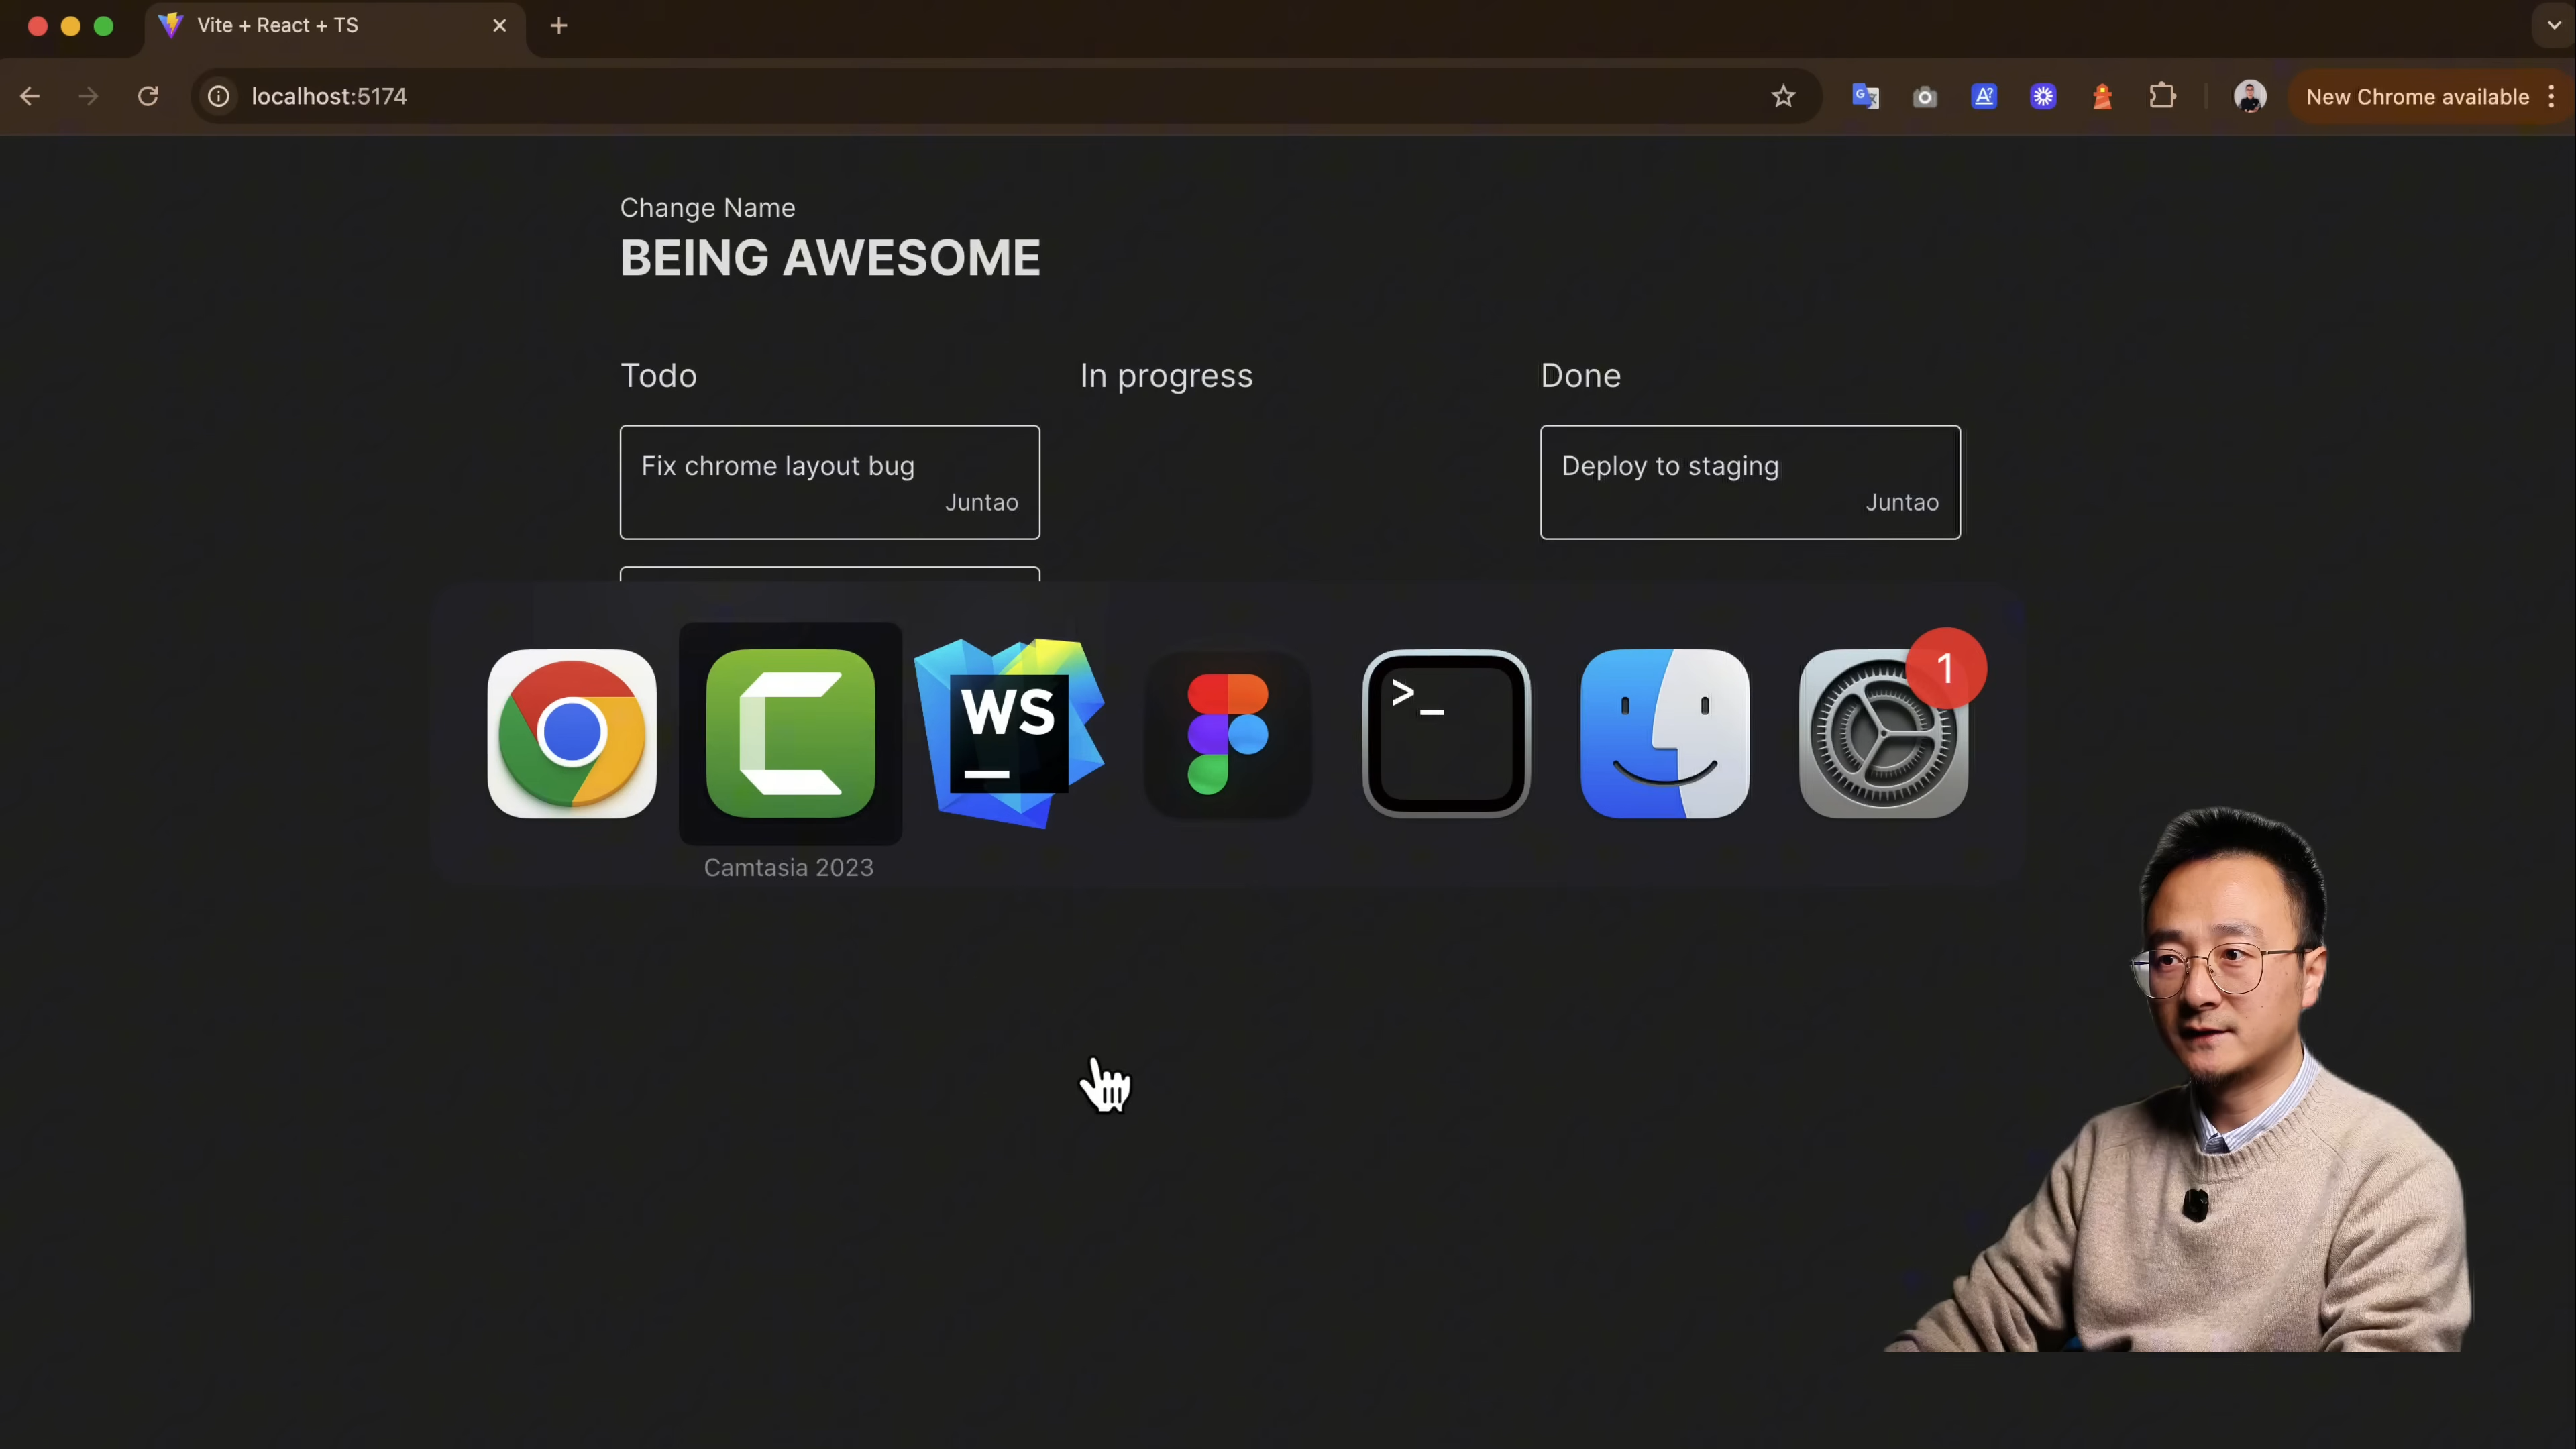 Vite + React + TS
localhost:5174
New Chrome available
Change Name
BEING AWESOME
Todo
In progress
Done
Fix chrome layout bug
Juntao
Deploy to staging
Juntao
WS
>_
1
Camtasia 2023